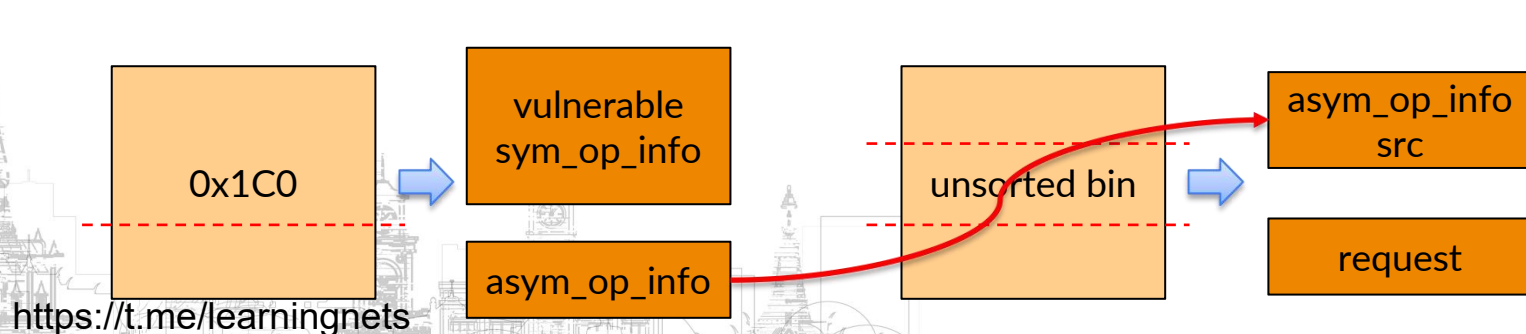 0x1C0
vulnerable
sym_op_info
asym_op_info
unsorted bin
asym_op_info
src
request
https://t.me/learningnets